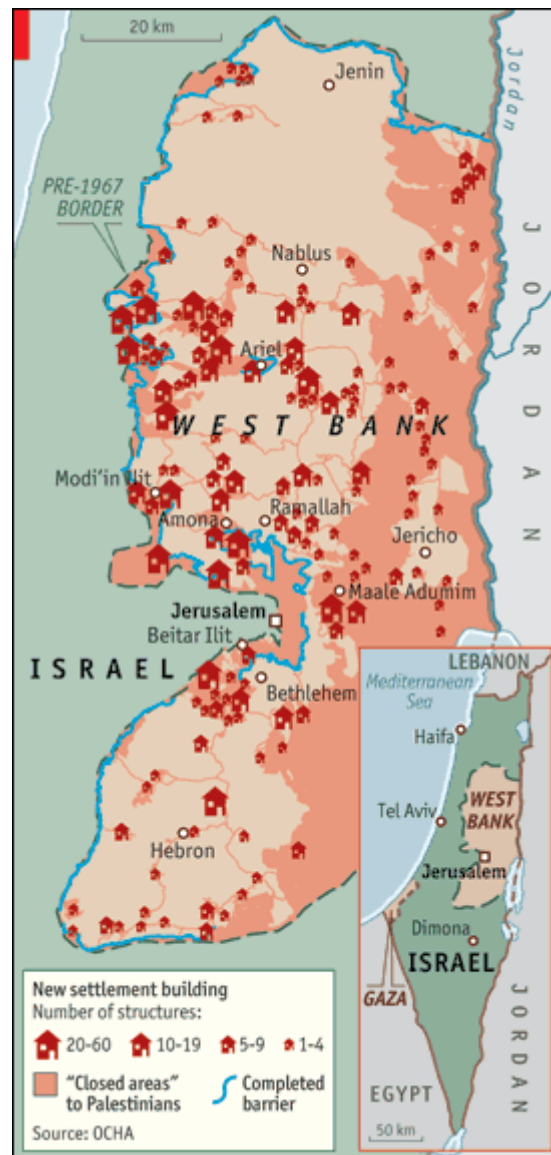 20 km
Jenin
Jordan
PRE-1967
BORDER
Nablus
JORDAN
Ariel
WEST BANK
Modi'in Ilit
Ramallah
Amona
Jericho
Maale Adumim
Jerusalem
Beitar Ilit
ISRAEL
Bethlehem
Hebron
LEBANON
Mediterranean
Sea
Haifa
Tel Aviv
WEST
BANK
Jerusalem
Dimona
ISRAEL
GAZA
JORDAN
EGYPT
50 km
New settlement building
Number of structures:
20-60 10-19 5-9 1-4
"Closed areas"
to Palestinians
Completed
barrier
Source: OCHA